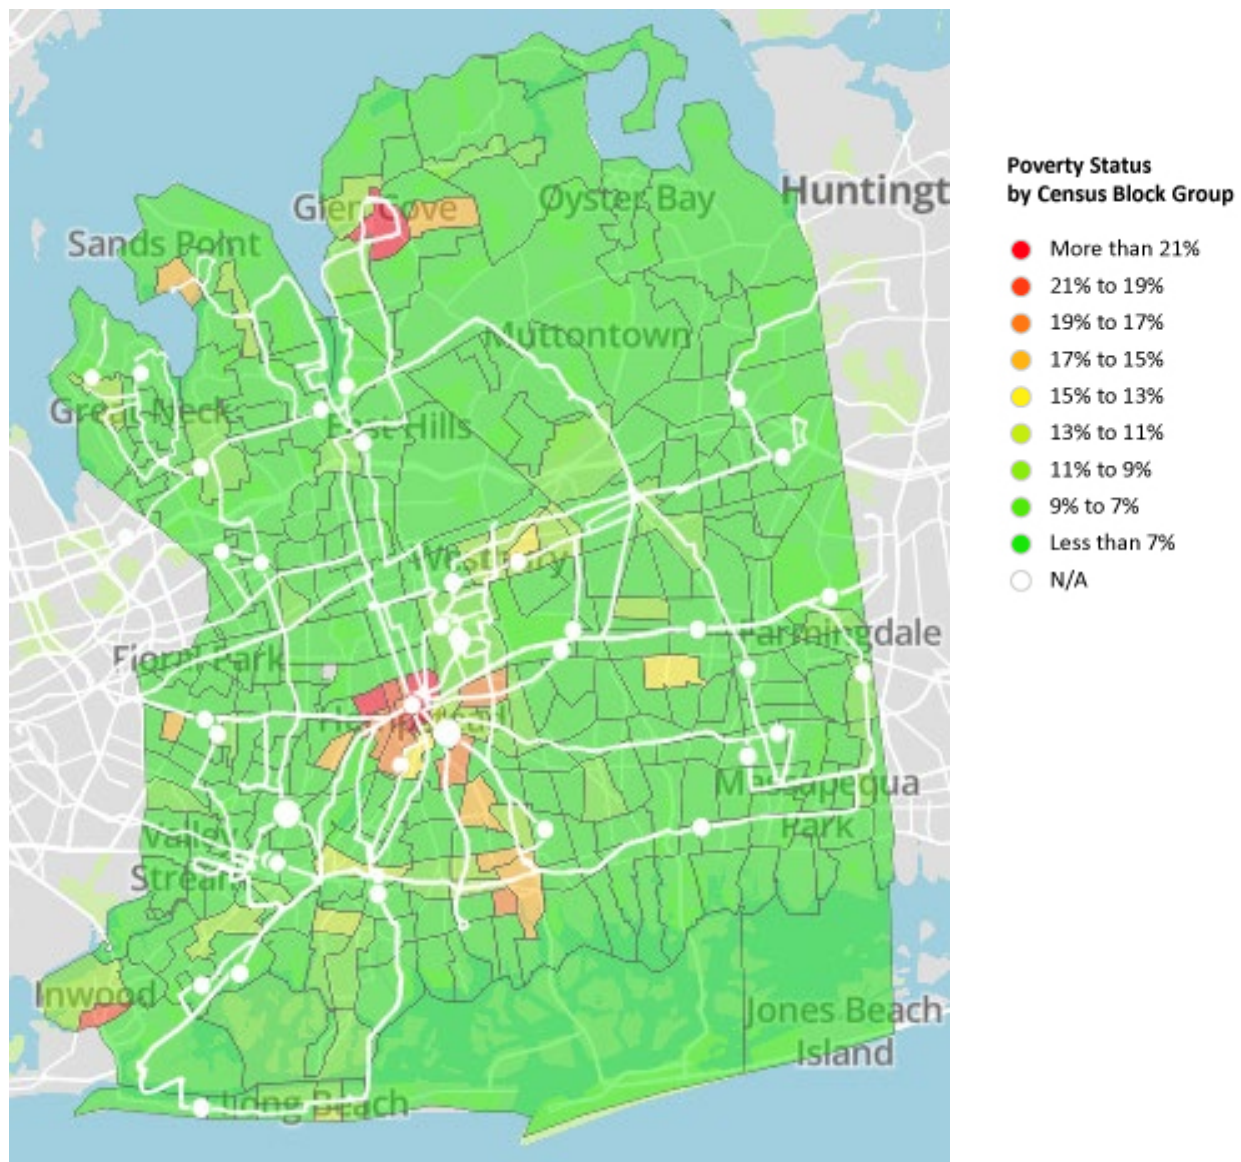 Glen Cove
Oyster Bay
Huntingt
Sands Point
Muttontown
Great Neck
East Hills
Westbury
Farmingdale
Floral Park
Hempstead
Massapequa
Park
Valley
Stream
Inwood
Jones Beach
Island
Long Beach
Poverty Status
by Census Block Group
More than 21%
21% to 19%
19% to 17%
17% to 15%
15% to 13%
13% to 11%
11% to 9%
9% to 7%
Less than 7%
N/A